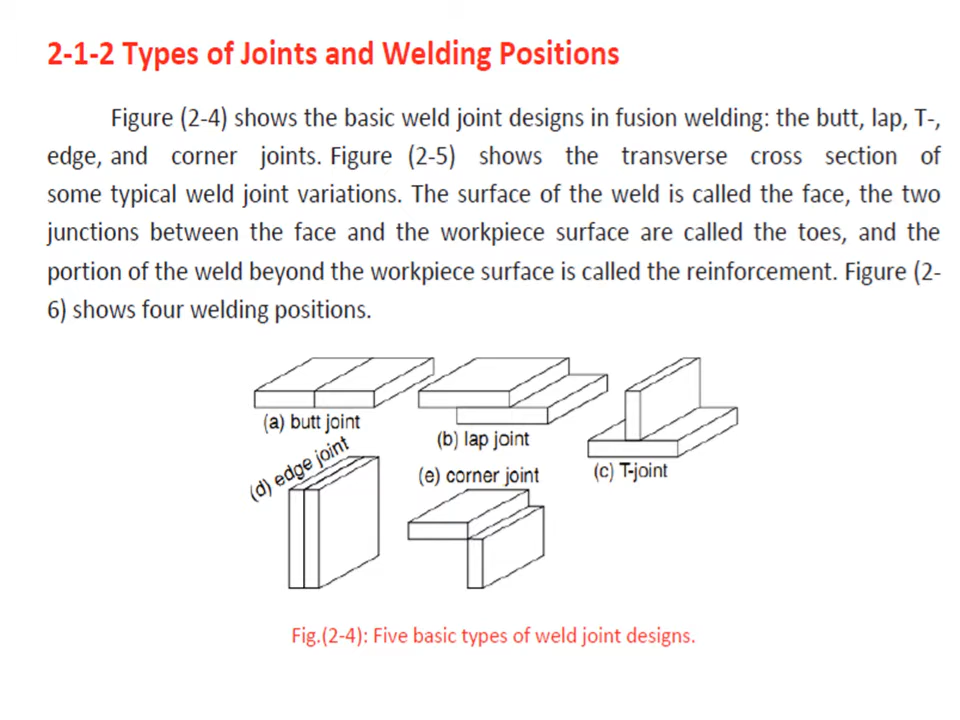 2-1-2 Types of Joints and Welding Positions
Figure (2-4) shows the basic weld joint designs in fusion welding: the butt, lap, T-,
edge, and corner joints. Figure (2-5) shows the transverse cross section of
some typical weld joint variations. The surface of the weld is called the face, the two
junctions between the face and the workpiece surface are called the toes, and the
portion of the weld beyond the workpiece surface is called the reinforcement. Figure (2-
6) shows four welding positions.
(a) butt joint
(b) lap joint
(c) T-joint
(d) edge joint
(e) corner joint
Fig.(2-4): Five basic types of weld joint designs.